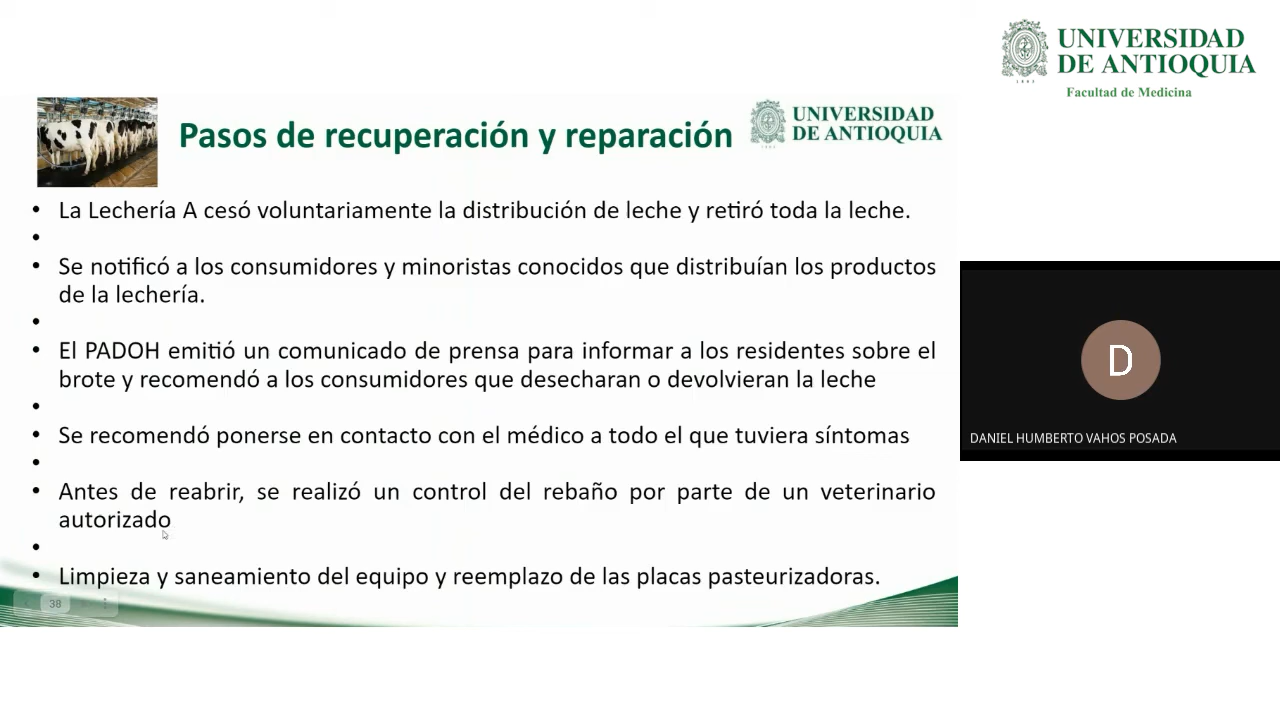 UNIVERSIDAD
DE ANTIOQUIA
1803
Facultad de Medicina
Pasos de recuperación y reparación
UNIVERSIDAD
DE ANTIOQUIA
• La Lechería A cesó voluntariamente la distribución de leche y retiró toda la leche.
•
• Se notificó a los consumidores y minoristas conocidos que distribuían los productos
de la lechería.
•
• El PADOH emitió un comunicado de prensa para informar a los residentes sobre el
brote y recomendó a los consumidores que desecharan o devolvieran la leche
•
• Se recomendó ponerse en contacto con el médico a todo el que tuviera síntomas
•
• Antes de reabrir, se realizó un control del rebaño por parte de un veterinario
autorizado
•
• Limpieza y saneamiento del equipo y reemplazo de las placas pasteurizadoras.
38
D
DANIEL HUMBERTO VAHOS POSADA